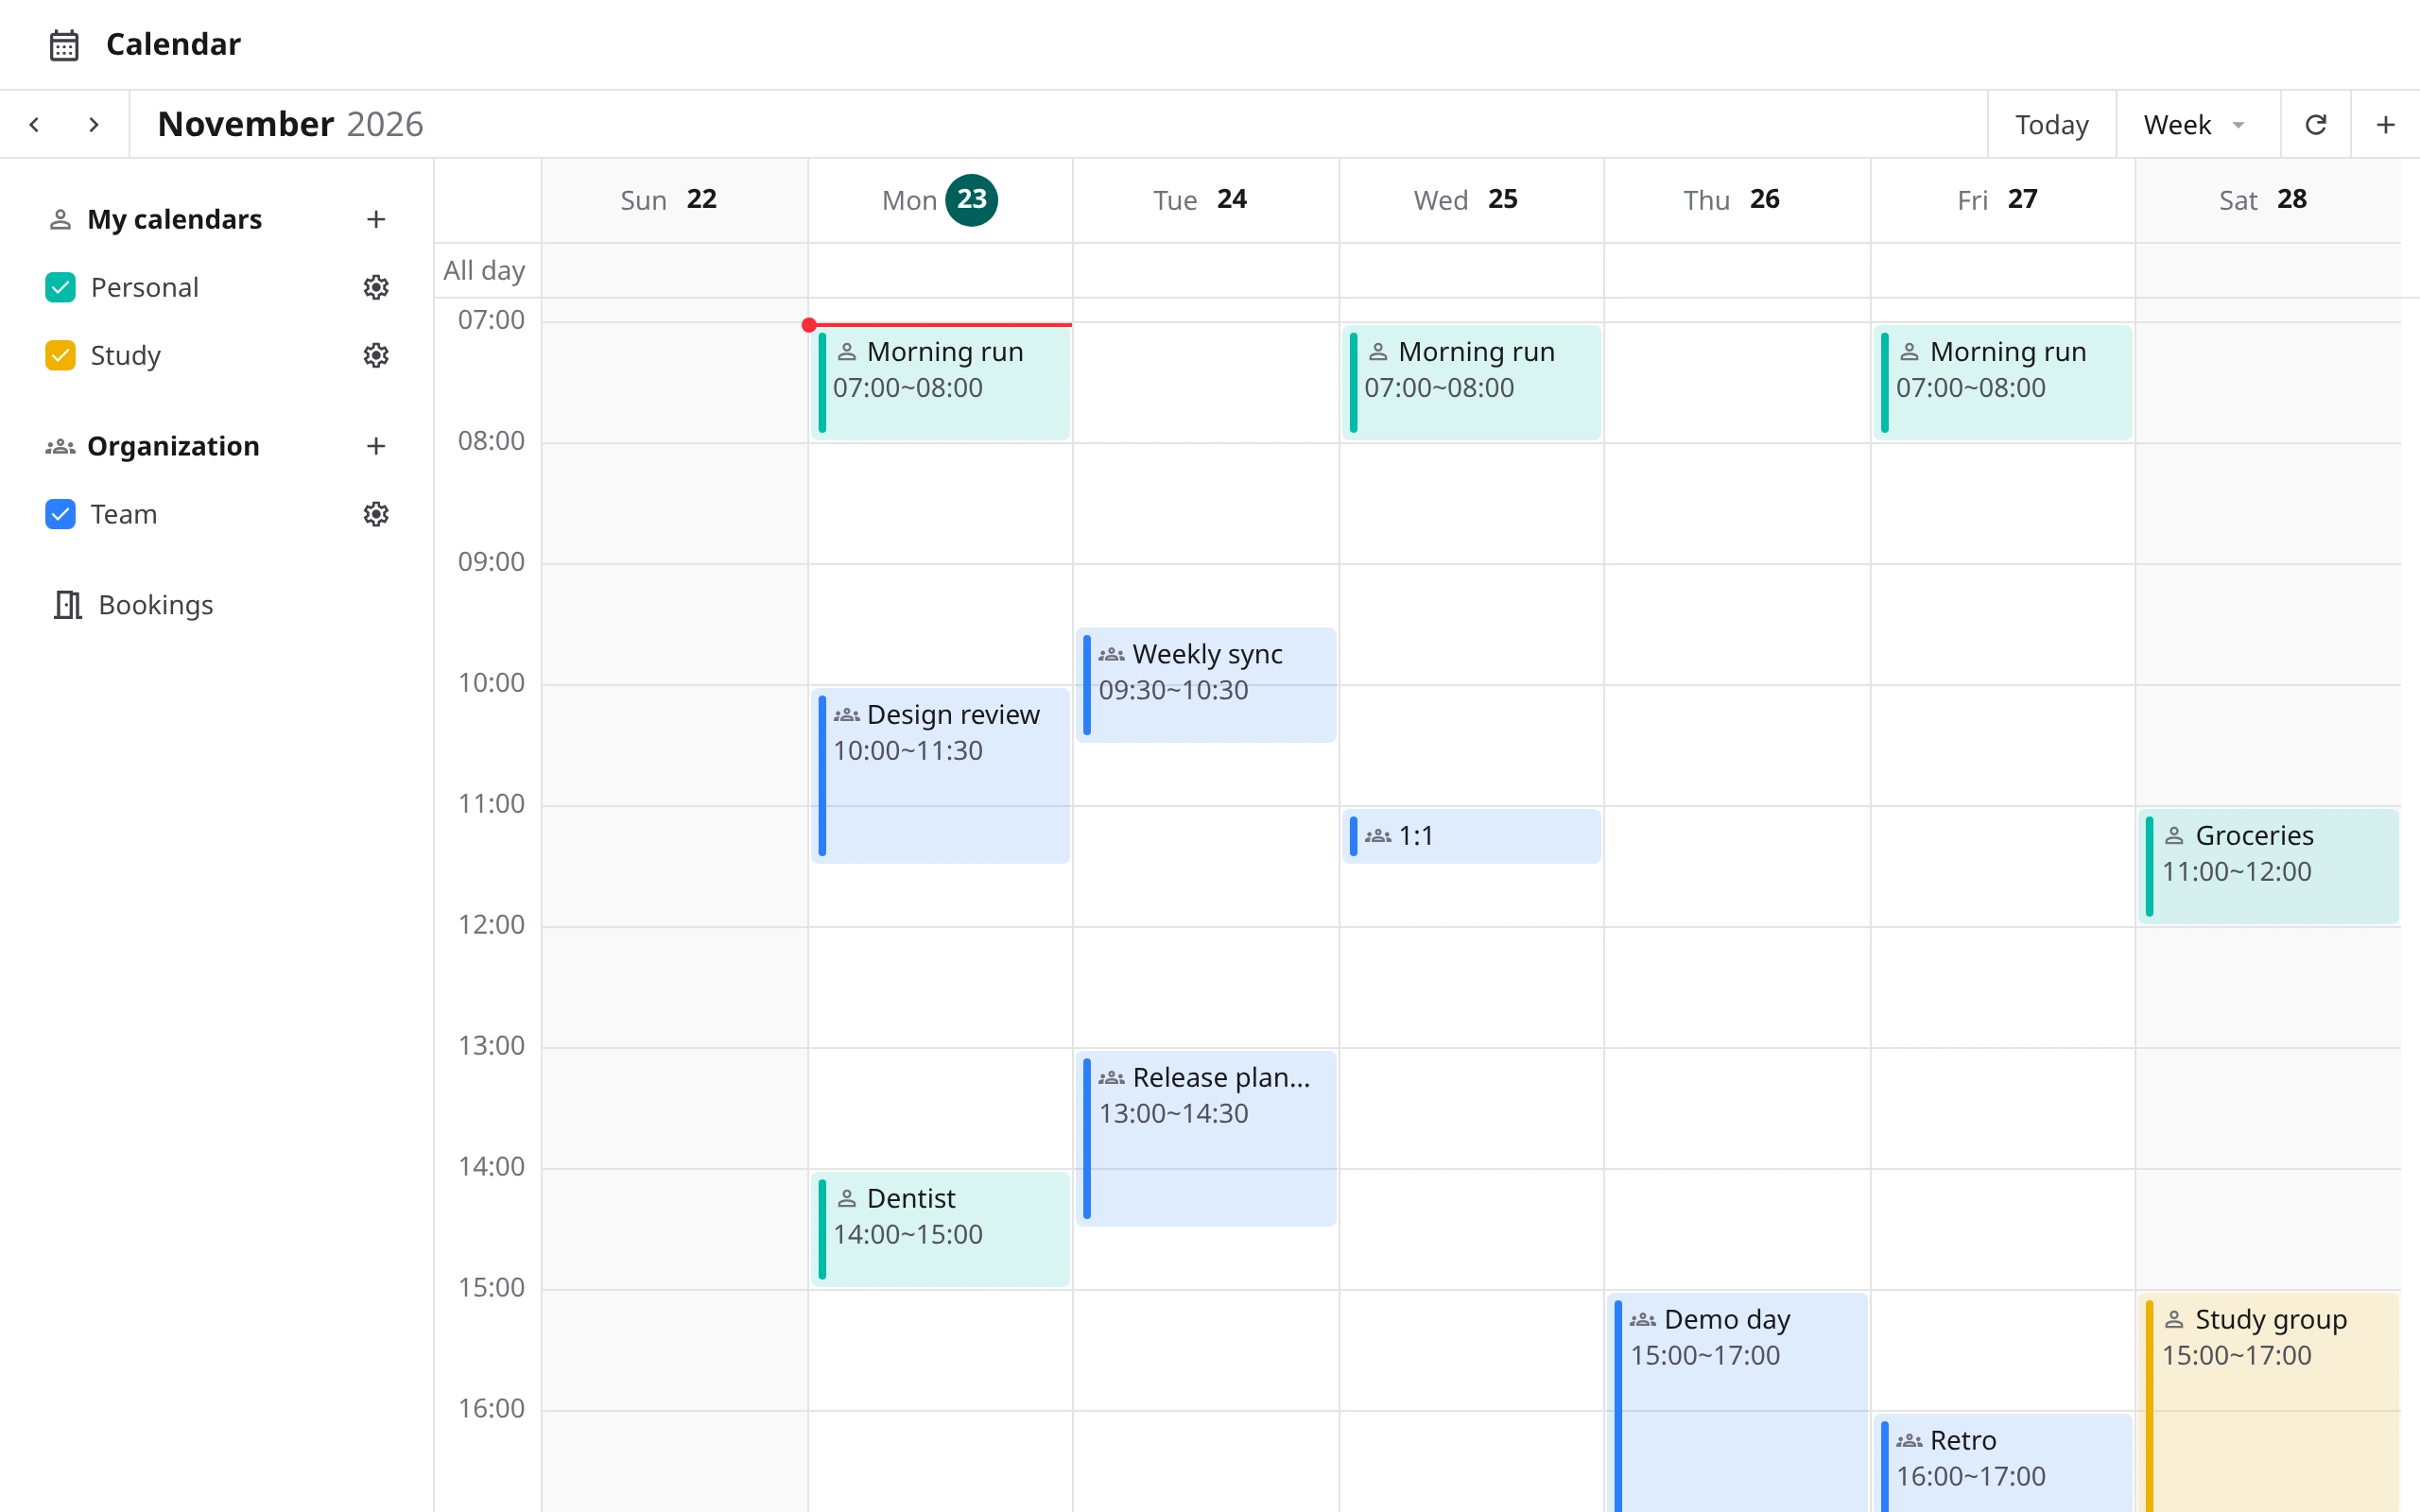 Calendar
November 2026
Today
Week
My calendars
Personal
Study
Organization
Team
Bookings
Sun 22
Mon 23
Tue 24
Wed 25
Thu 26
Fri 27
Sat 28
All day
07:00
08:00
09:00
10:00
11:00
12:00
13:00
14:00
15:00
16:00
Morning run
07:00~08:00
Design review
10:00~11:30
Dentist
14:00~15:00
Weekly sync
09:30~10:30
Release plan...
13:00~14:30
Morning run
07:00~08:00
1:1
Demo day
15:00~17:00
Morning run
07:00~08:00
Retro
16:00~17:00
Groceries
11:00~12:00
Study group
15:00~17:00